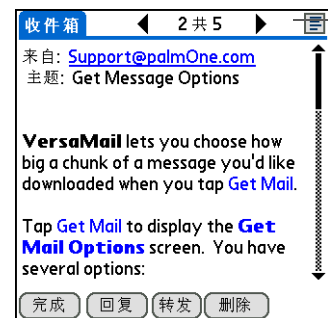 收件箱 2 共 5
来自: Support@palmOne.com
主题: Get Message Options
VersaMail lets you choose how
big a chunk of a message you'd like
downloaded when you tap Get Mail.
Tap Get Mail to display the Get
Mail Options screen. You have
several options:
完成 回复 转发 删除